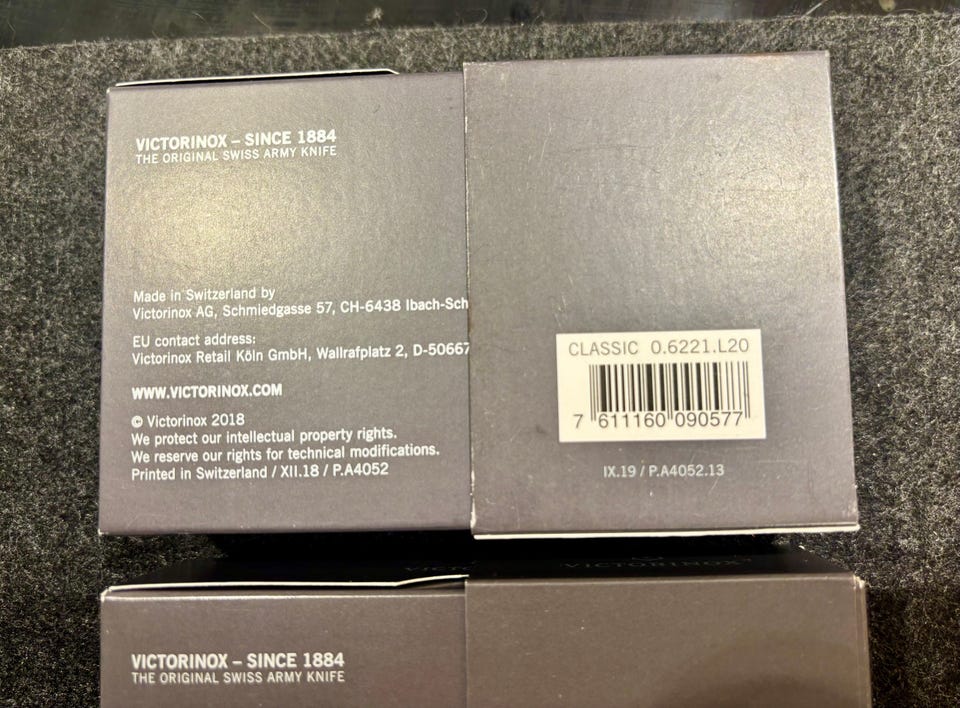 VICTORINOX – SINCE 1884
THE ORIGINAL SWISS ARMY KNIFE
Made in Switzerland by
Victorinox AG, Schmiedgasse 57, CH-6438 Ibach-Sch
EU contact address:
Victorinox Retail Köln GmbH, Wallrafplatz 2, D-50667
WWW.VICTORINOX.COM
© Victorinox 2018
We protect our intellectual property rights.
We reserve our rights for technical modifications.
Printed in Switzerland / XII.18 / P.A4052
CLASSIC 0.6221.L20
7 611160 090577
IX.19 / P.A4052.13
VICTORINOX
VICTORINOX – SINCE 1884
THE ORIGINAL SWISS ARMY KNIFE